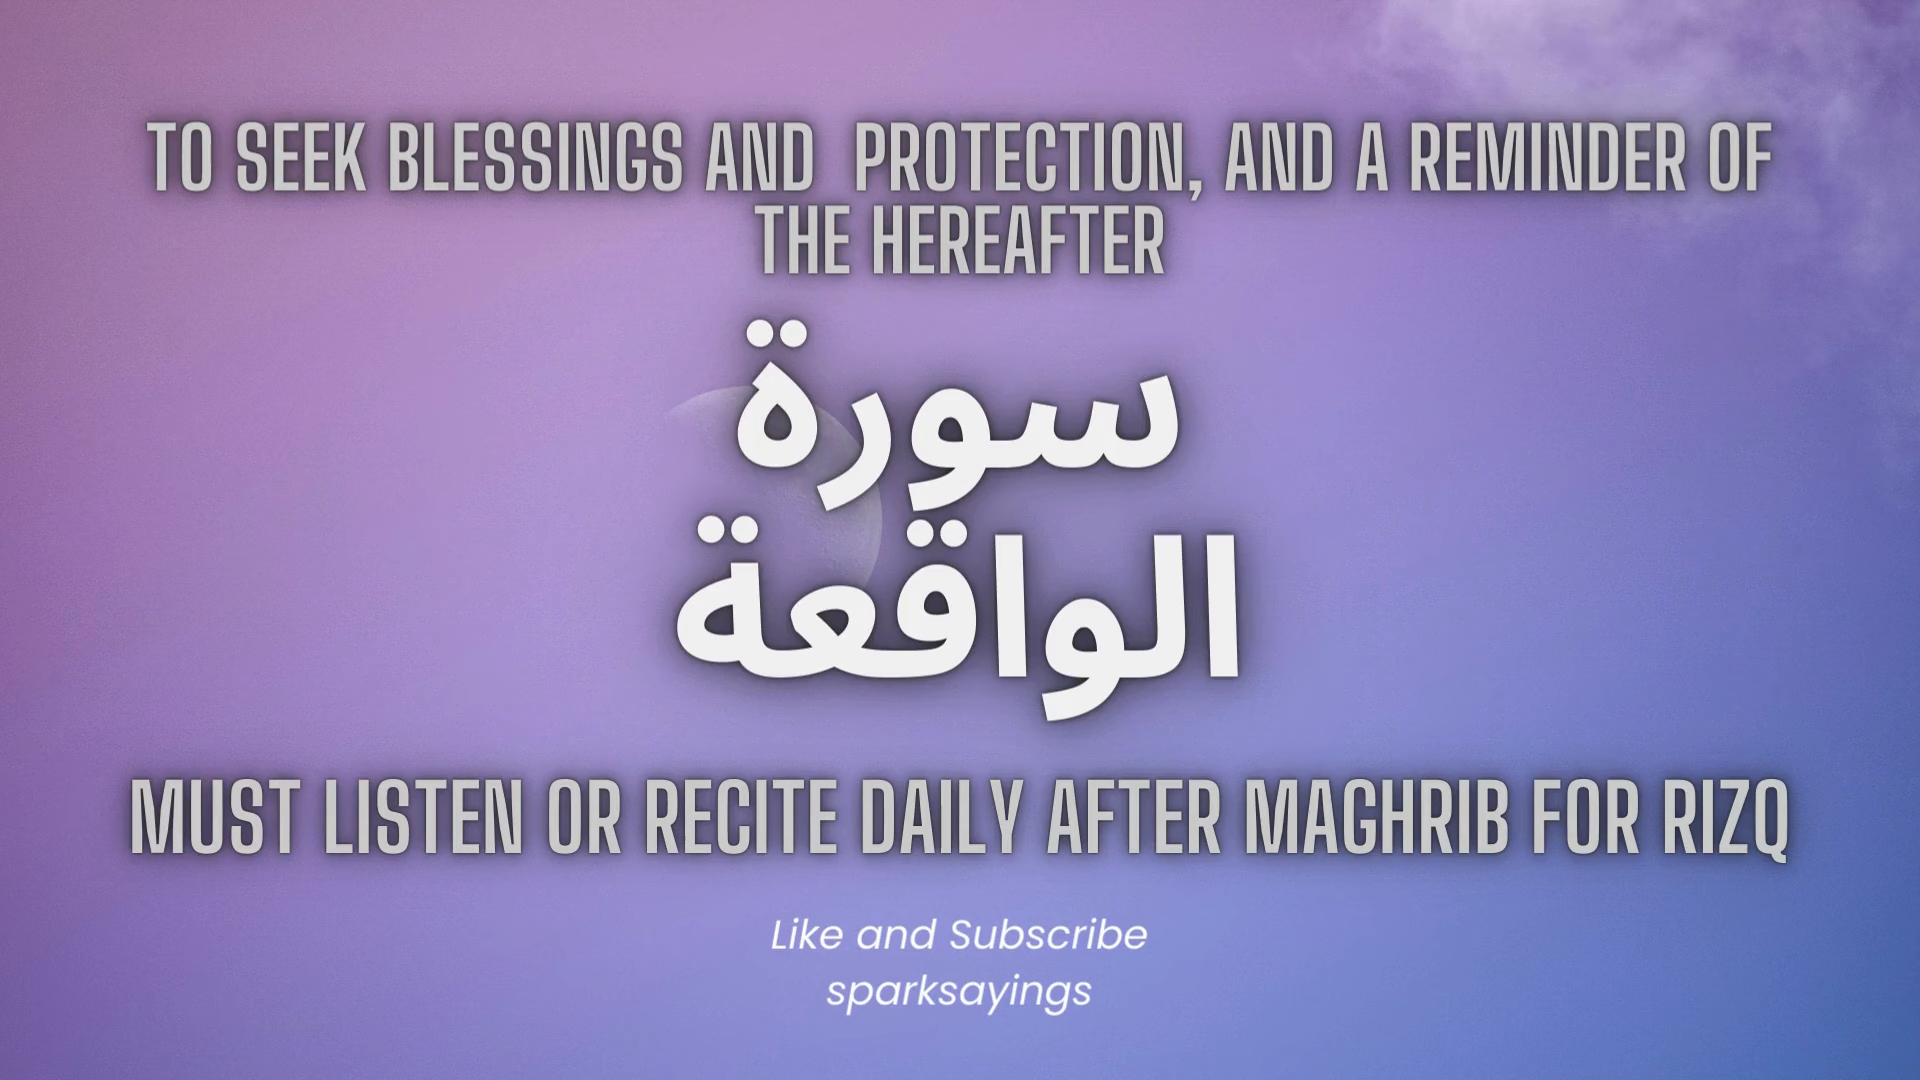 TO SEEK BLESSINGS AND PROTECTION, AND A REMINDER OF
THE HEREAFTER
سورة
الواقعة
MUST LISTEN OR RECITE DAILY AFTER MAGHRIB FOR RIZQ
Like and Subscribe
sparksayings